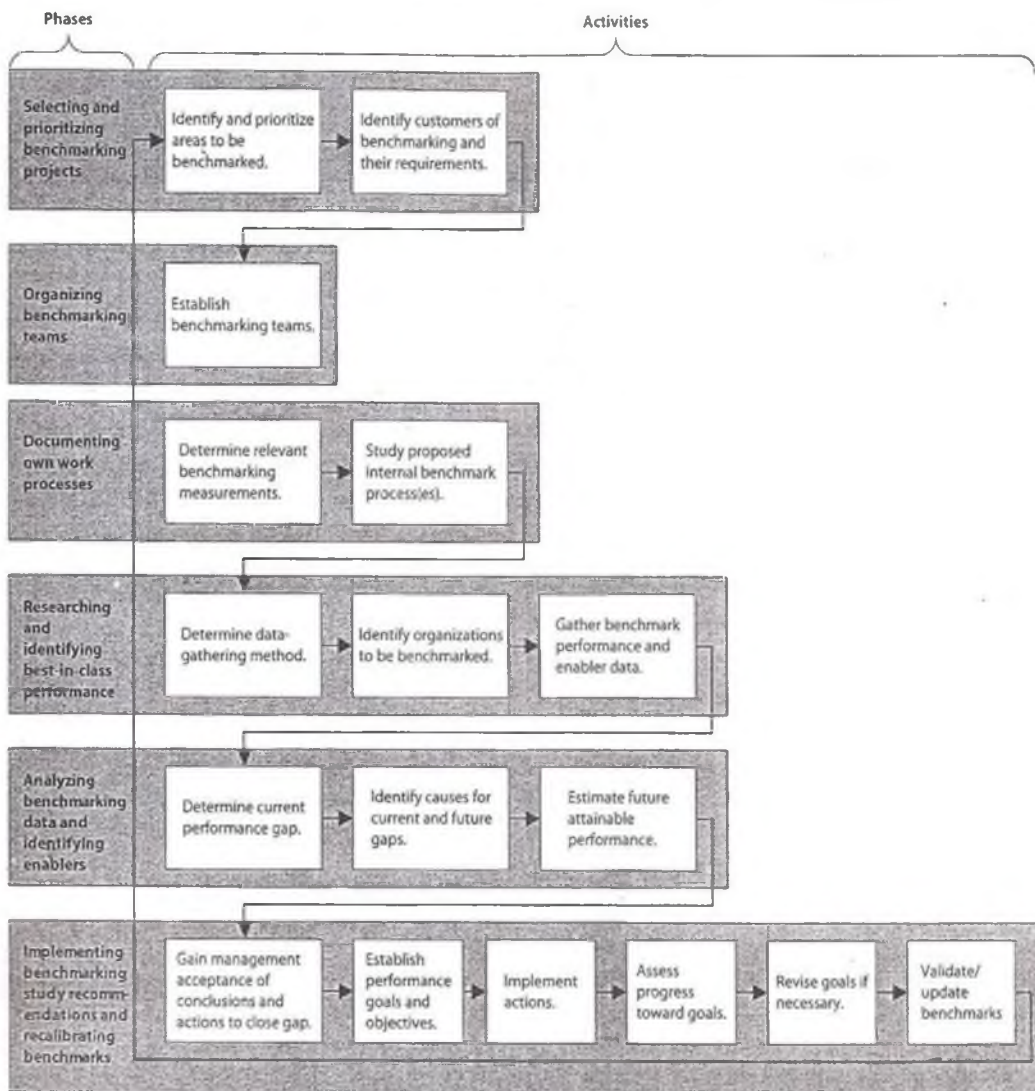 Phases
Activities
Selecting and
prioritizing
benchmarking
projects
Identify and prioritize
areas to be
benchmarked.
Identify customers of
benchmarking and
their requirements.
Organizing
benchmarking
teams
Establish
benchmarking teams.
Documenting
own work
processes
Determine relevant
benchmarking
measurements.
Study proposed
internal benchmark
process(es).
Researching
and
identifying
best-in-class
performance
Determine data-
gathering method.
Identify organizations
to be benchmarked.
Gather benchmark
performance and
enabler data.
Analyzing
benchmarking
data and
identifying
enablers
Determine current
performance gap.
Identify causes for
current and future
gaps.
Estimate future
attainable
performance.
Implementing
benchmarking
study recomm-
endations and
recalibrating
benchmarks
Gain management
acceptance of
conclusions and
actions to close gap.
Establish
performance
goals and
objectives.
Implement
actions.
Assess
progress
toward goals.
Revise goals if
necessary.
Validate/
update
benchmarks